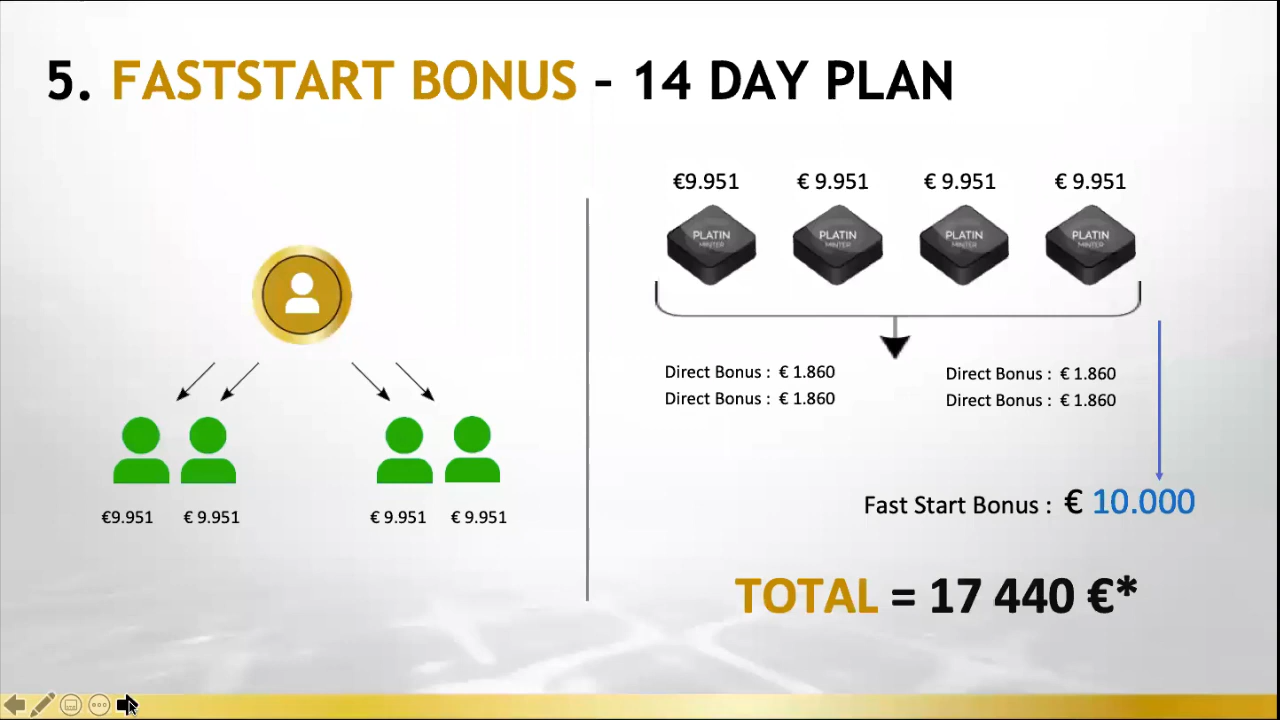 5. FASTSTART BONUS - 14 DAY PLAN
€9.951 € 9.951 € 9.951 € 9.951
PLATIN MINTER PLATIN MINTER PLATIN MINTER PLATIN MINTER
Direct Bonus : € 1.860 Direct Bonus : € 1.860
Direct Bonus : € 1.860 Direct Bonus : € 1.860
€9.951 € 9.951 € 9.951 € 9.951
Fast Start Bonus : € 10.000
TOTAL = 17 440 €*